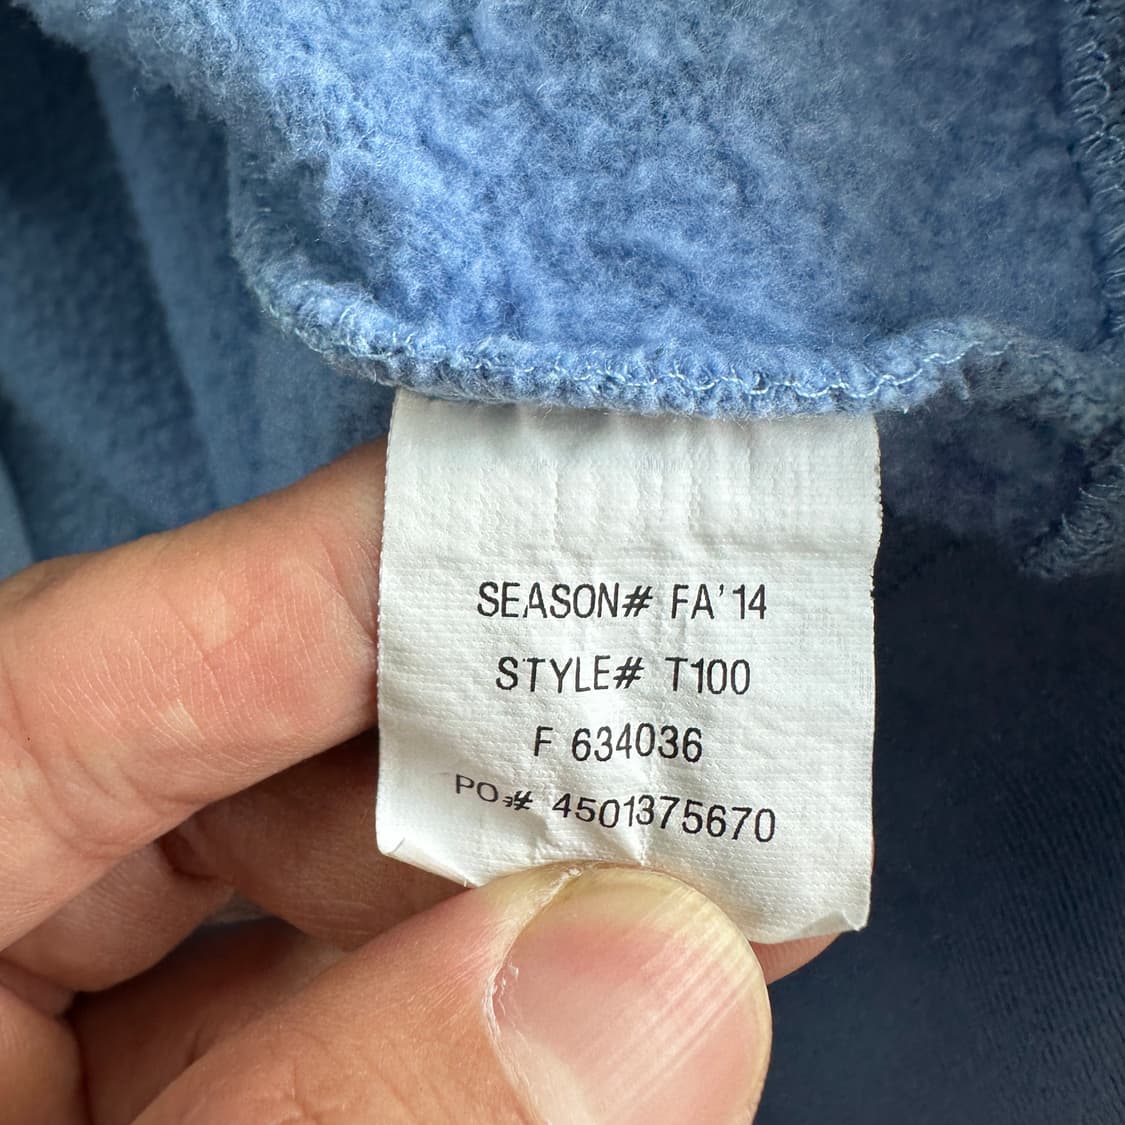 SEASON# FA'14
STYLE# T100
F 634036
PO# 4501375670